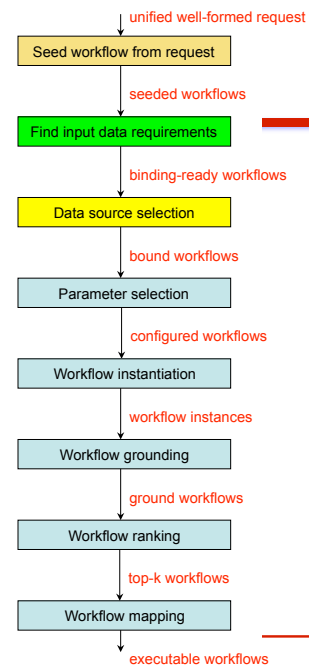 unified well-formed request
Seed workflow from request
seeded workflows
Find input data requirements
binding-ready workflows
Data source selection
bound workflows
Parameter selection
configured workflows
Workflow instantiation
workflow instances
Workflow grounding
ground workflows
Workflow ranking
top-k workflows
Workflow mapping
executable workflows